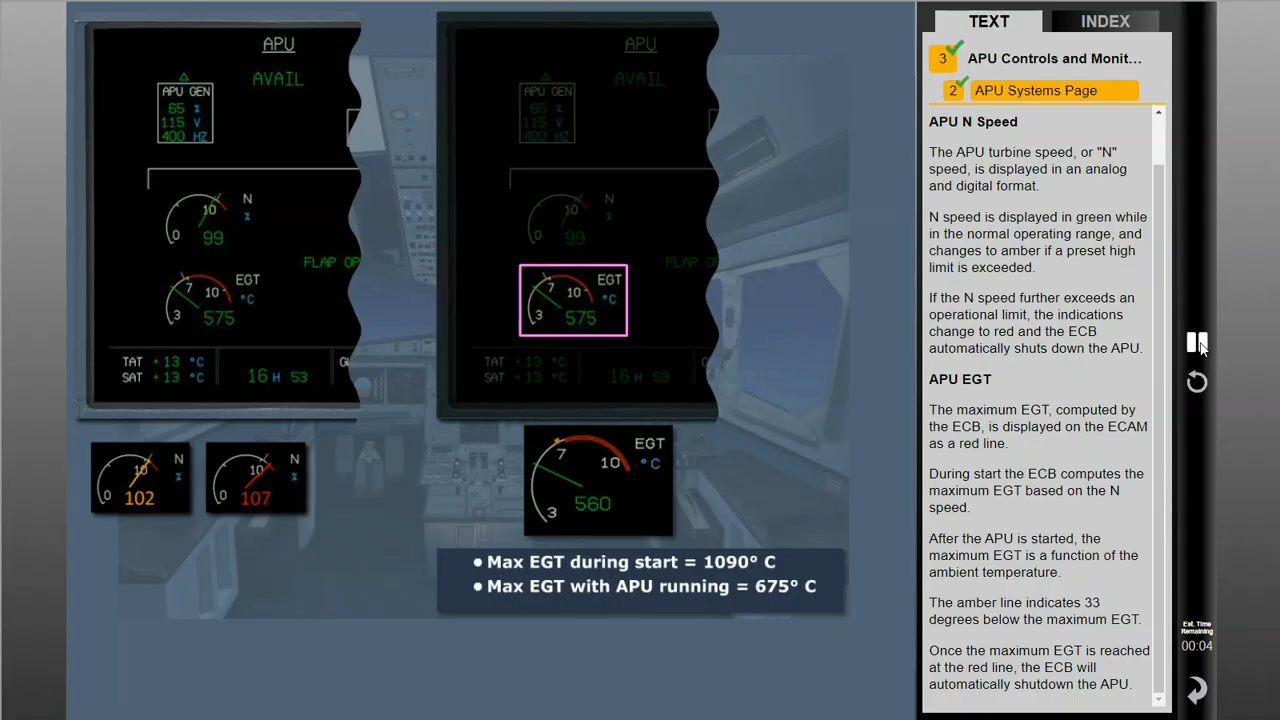 APU
AVAIL
APU GEN
65 %
115 V
400 HZ
N
%
10
0
99
FLAP OP
EGT
°C
7
10
3
575
TAT +13 °C
SAT +13 °C
16 H 53
APU
AVAIL
APU GEN
65 %
115 V
400 HZ
N
%
10
0
99
FLAP OP
EGT
°C
7
10
3
575
TAT +13 °C
SAT +13 °C
16 H 53
N
%
10
0
102
N
%
10
0
107
EGT
°C
7
10
3
560
• Max EGT during start = 1090° C
• Max EGT with APU running = 675° C
TEXT
INDEX
3 APU Controls and Monit...
2 APU Systems Page
APU N Speed
The APU turbine speed, or "N"
speed, is displayed in an analog
and digital format.
N speed is displayed in green while
in the normal operating range, and
changes to amber if a preset high
limit is exceeded.
If the N speed further exceeds an
operational limit, the indications
change to red and the ECB
automatically shuts down the APU.
APU EGT
The maximum EGT, computed by
the ECB, is displayed on the ECAM
as a red line.
During start the ECB computes the
maximum EGT based on the N
speed.
After the APU is started, the
maximum EGT is a function of the
ambient temperature.
The amber line indicates 33
degrees below the maximum EGT.
Once the maximum EGT is reached
at the red line, the ECB will
automatically shutdown the APU.
Est. Time
Remaining
00:04